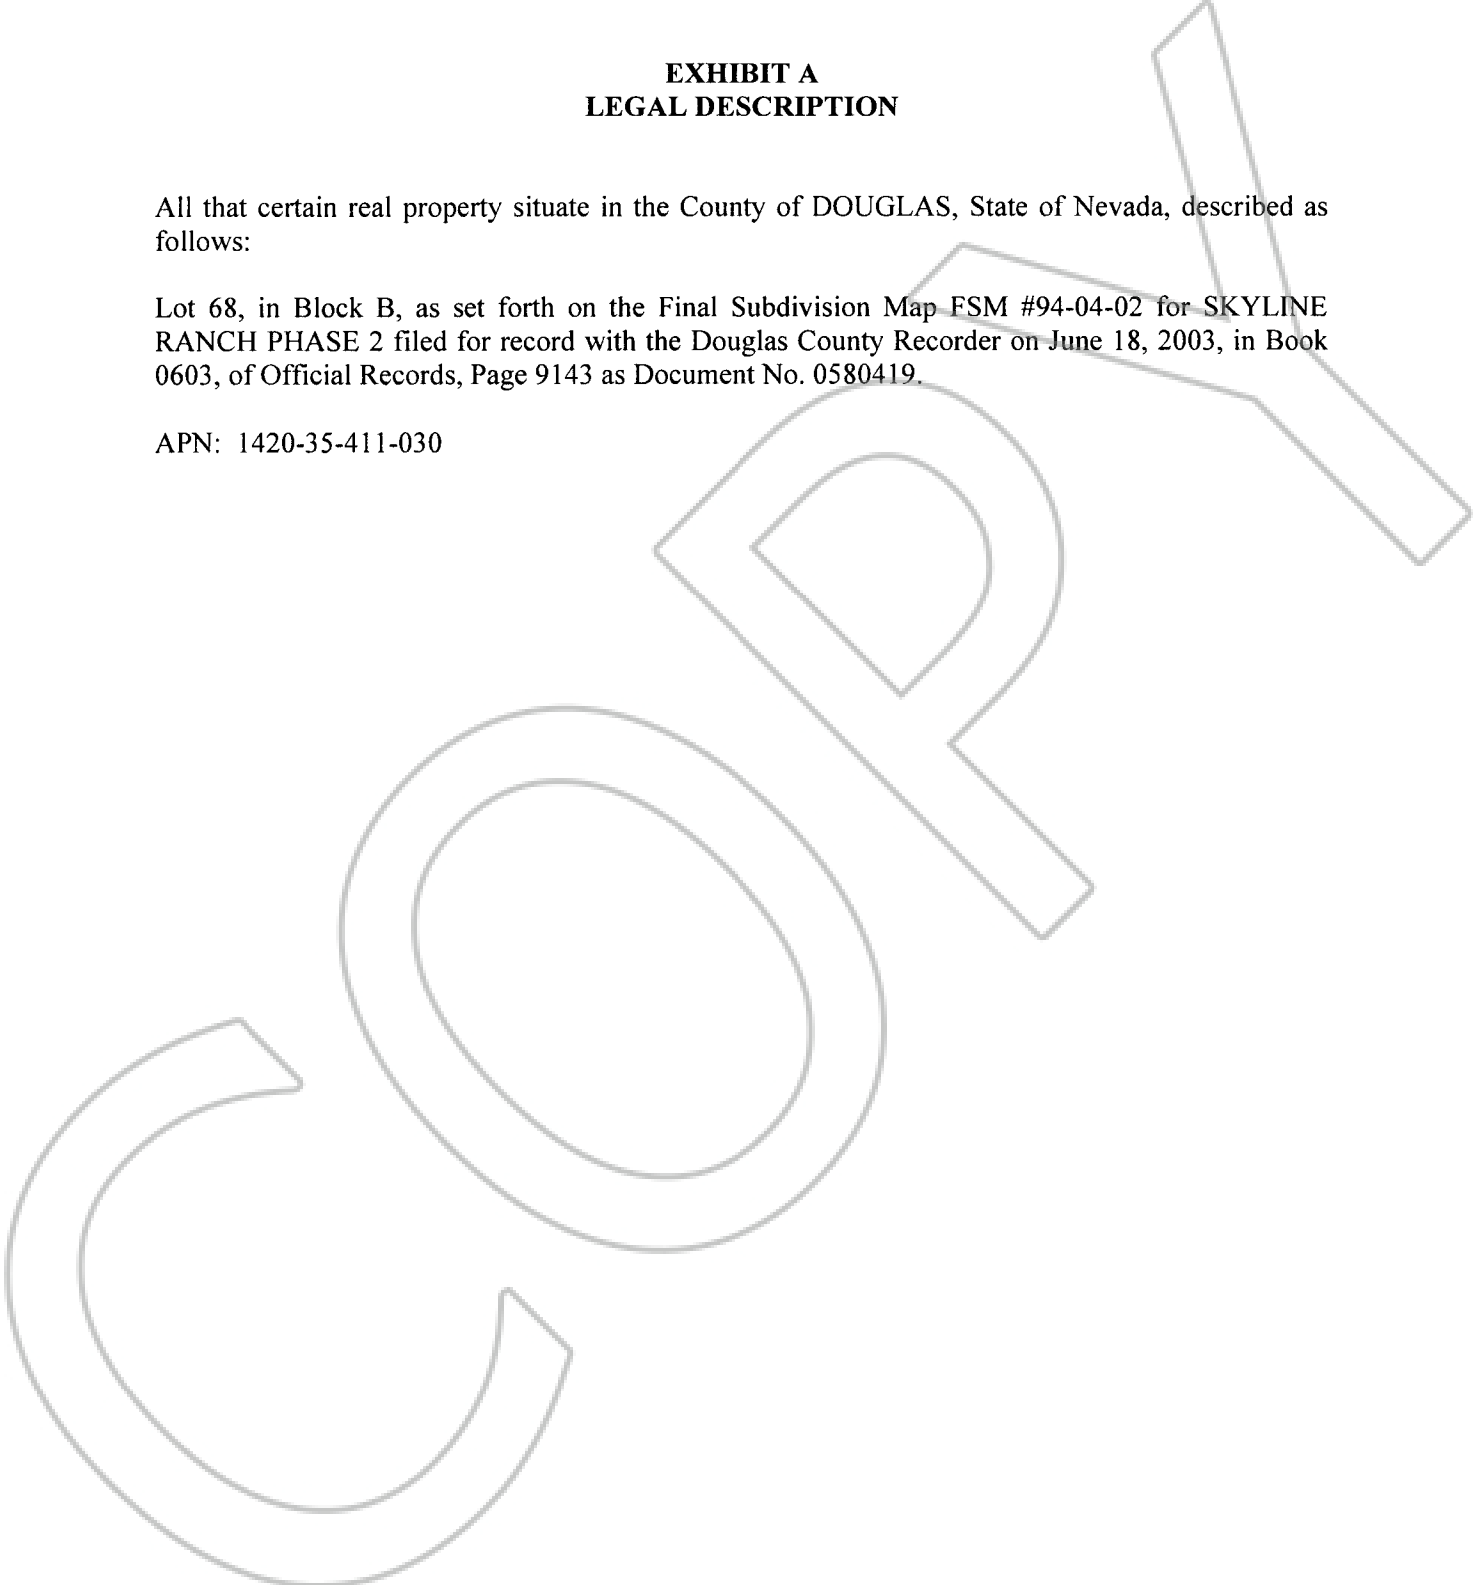 EXHIBIT A
LEGAL DESCRIPTION
All that certain real property situate in the County of DOUGLAS, State of Nevada, described as
follows:
Lot 68, in Block B, as set forth on the Final Subdivision Map FSM #94-04-02 for SKYLINE
RANCH PHASE 2 filed for record with the Douglas County Recorder on June 18, 2003, in Book
0603, of Official Records, Page 9143 as Document No. 0580419.
APN: 1420-35-411-030
COPY